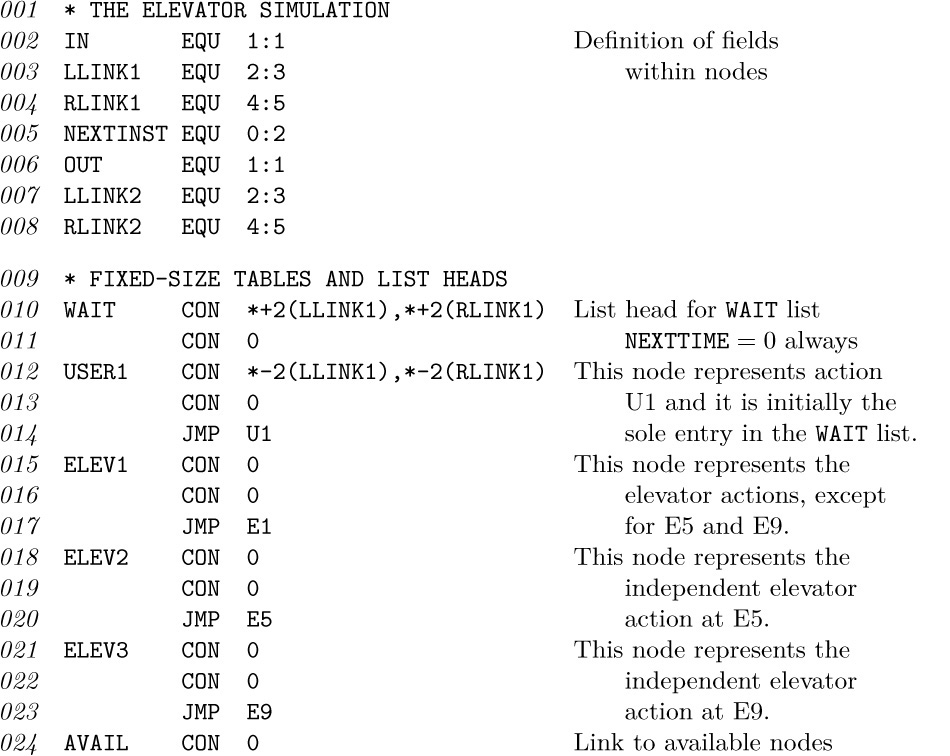 001 * THE ELEVATOR SIMULATION
002 IN EQU 1:1 Definition of fields
003 LLINK1 EQU 2:3 within nodes
004 RLINK1 EQU 4:5
005 NEXTINST EQU 0:2
006 OUT EQU 1:1
007 LLINK2 EQU 2:3
008 RLINK2 EQU 4:5
009 * FIXED-SIZE TABLES AND LIST HEADS
010 WAIT CON *+2(LLINK1),*+2(RLINK1) List head for WAIT list
011 CON 0 NEXTTIME = 0 always
012 USER1 CON *-2(LLINK1),*-2(RLINK1) This node represents action
013 CON 0 U1 and it is initially the
014 JMP U1 sole entry in the WAIT list.
015 ELEV1 CON 0 This node represents the
016 CON 0 elevator actions, except
017 JMP E1 for E5 and E9.
018 ELEV2 CON 0 This node represents the
019 CON 0 independent elevator
020 JMP E5 action at E5.
021 ELEV3 CON 0 This node represents the
022 CON 0 independent elevator
023 JMP E9 action at E9.
024 AVAIL CON 0 Link to available nodes